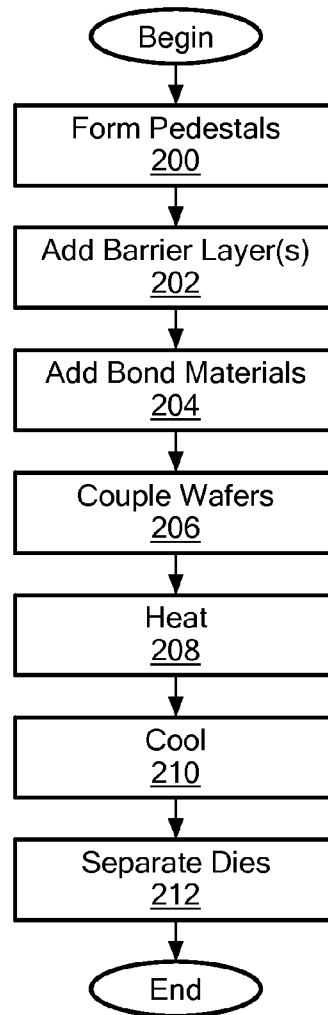 Begin
Form Pedestals
200
Add Barrier Layer(s)
202
Add Bond Materials
204
Couple Wafers
206
Heat
208
Cool
210
Separate Dies
212
End